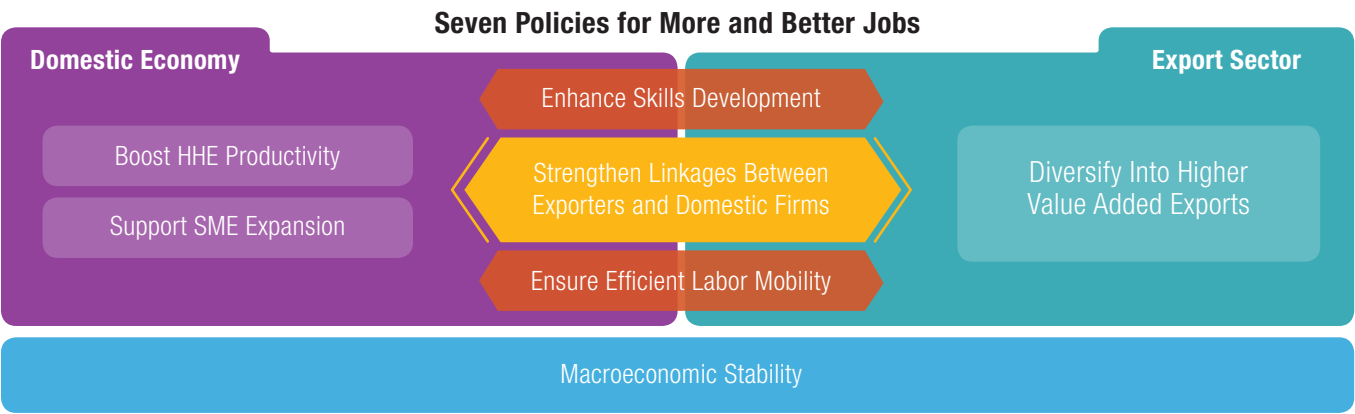 Seven Policies for More and Better Jobs
Domestic Economy
Export Sector
Enhance Skills Development
Boost HHE Productivity
Support SME Expansion
Strengthen Linkages Between
Exporters and Domestic Firms
Diversify Into Higher
Value Added Exports
Ensure Efficient Labor Mobility
Macroeconomic Stability